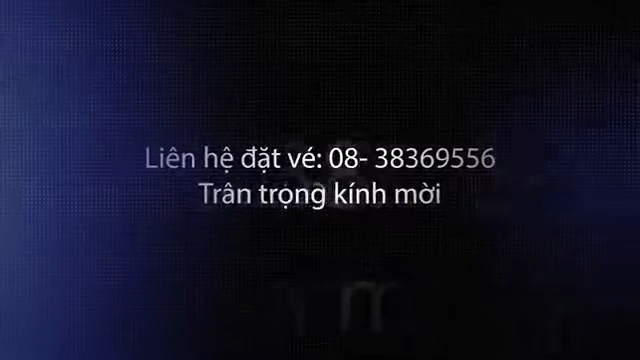 Liên hệ đặt vé: 08- 38369556
Trân trọng kính mời